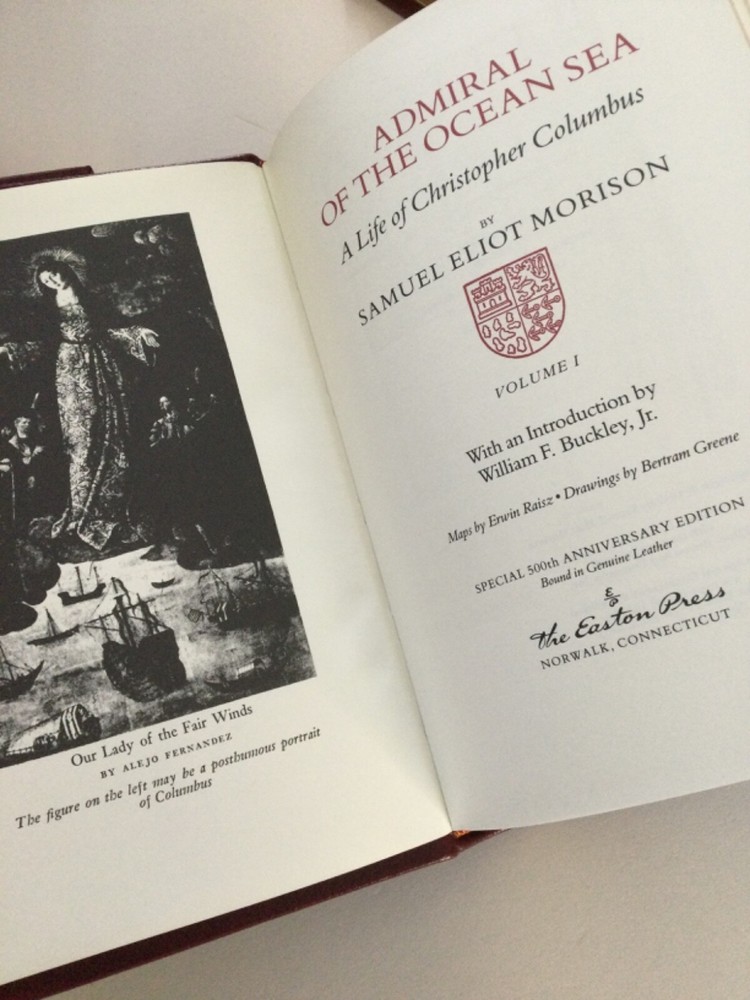 Our Lady of the Fair Winds
BY ALEJO FERNANDEZ
The figure on the left may be a posthumous portrait
of Columbus
ADMIRAL
OF THE OCEAN SEA
A Life of Christopher Columbus
BY
SAMUEL ELIOT MORISON
VOLUME I
With an Introduction by
William F. Buckley, Jr.
Maps by Erwin Raisz • Drawings by Bertram Greene
SPECIAL 500th ANNIVERSARY EDITION
Bound in Genuine Leather
the Easton Press
NORWALK, CONNECTICUT